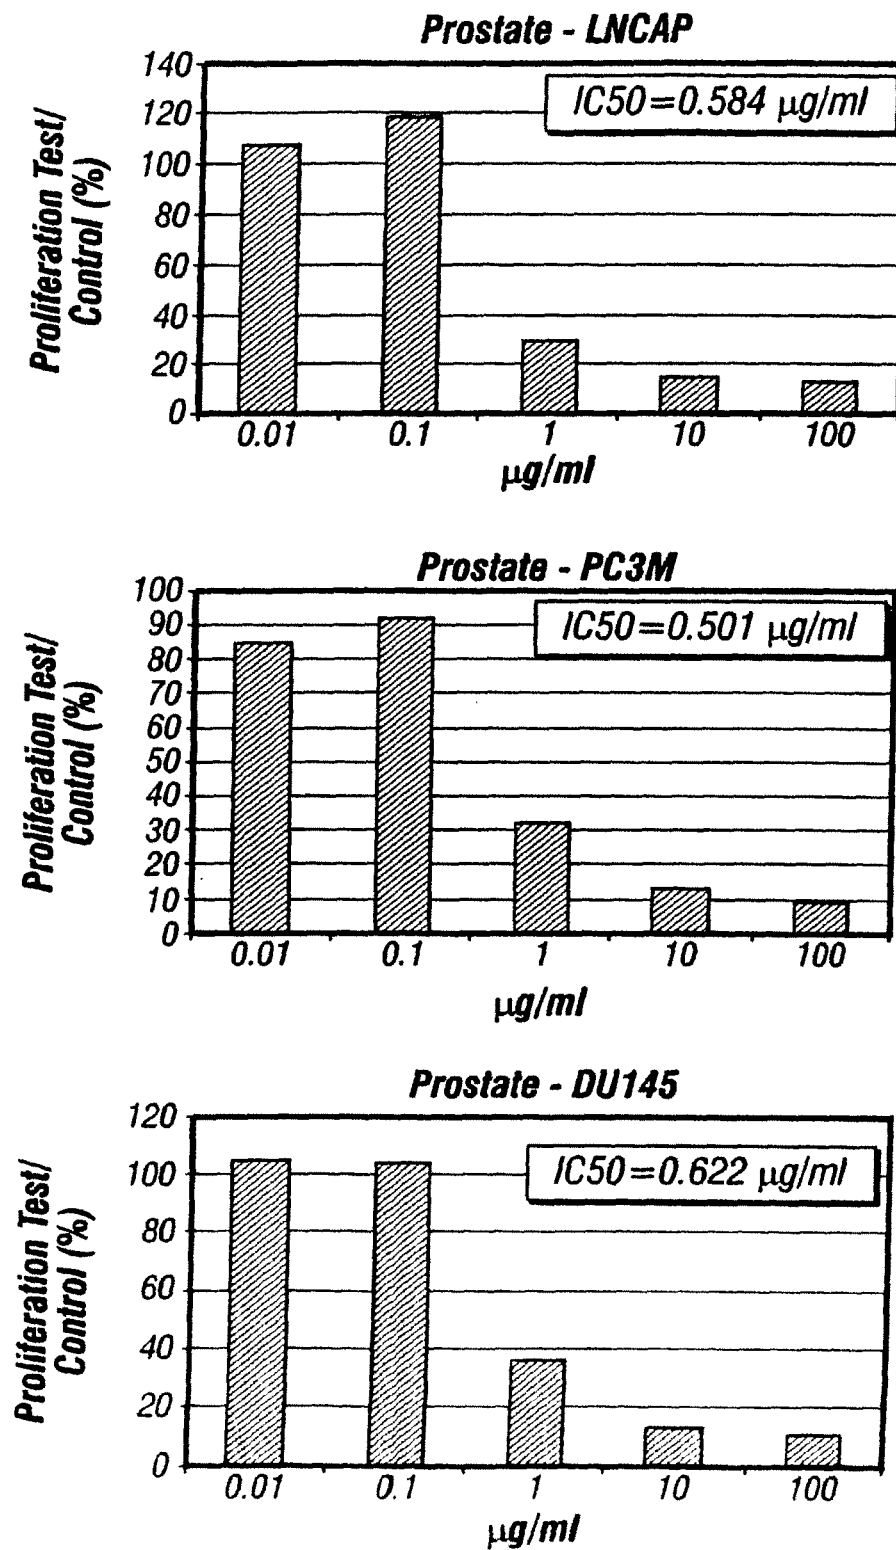 Prostate - LNCAP
IC50=0.584 μg/ml
Proliferation Test/
Control (%)
140
120
100
80
60
40
20
0
0.01 0.1 1 10 100
μg/ml
Prostate - PC3M
IC50=0.501 μg/ml
Proliferation Test/
Control (%)
100
90
80
70
60
50
40
30
20
10
0
0.01 0.1 1 10 100
μg/ml
Prostate - DU145
IC50=0.622 μg/ml
Proliferation Test/
Control (%)
120
100
80
60
40
20
0
0.01 0.1 1 10 100
μg/ml